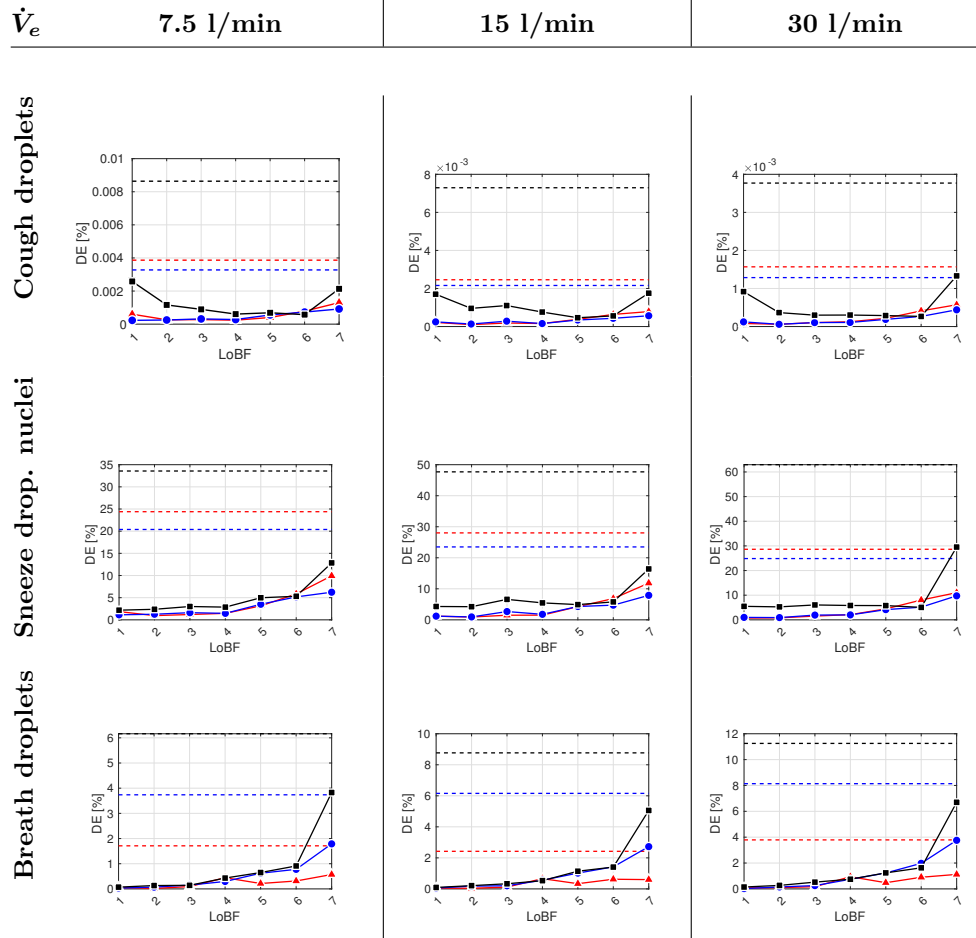 V̇e 7.5 l/min 15 l/min 30 l/min
Cough droplets
0.01
0.008
0.006
0.004
0.002
0
DE [%]
1 2 3 4 5 6 7
LoBF
×10-3
8
6
4
2
0
DE [%]
1 2 3 4 5 6 7
LoBF
×10-3
4
3
2
1
0
DE [%]
1 2 3 4 5 6 7
LoBF
Sneeze drop. nuclei
35
30
25
20
15
10
5
0
DE [%]
1 2 3 4 5 6 7
LoBF
50
40
30
20
10
0
DE [%]
1 2 3 4 5 6 7
LoBF
60
50
40
30
20
10
0
DE [%]
1 2 3 4 5 6 7
LoBF
Breath droplets
6
5
4
3
2
1
0
DE [%]
1 2 3 4 5 6 7
LoBF
10
8
6
4
2
0
DE [%]
1 2 3 4 5 6 7
LoBF
12
10
8
6
4
2
0
DE [%]
1 2 3 4 5 6 7
LoBF